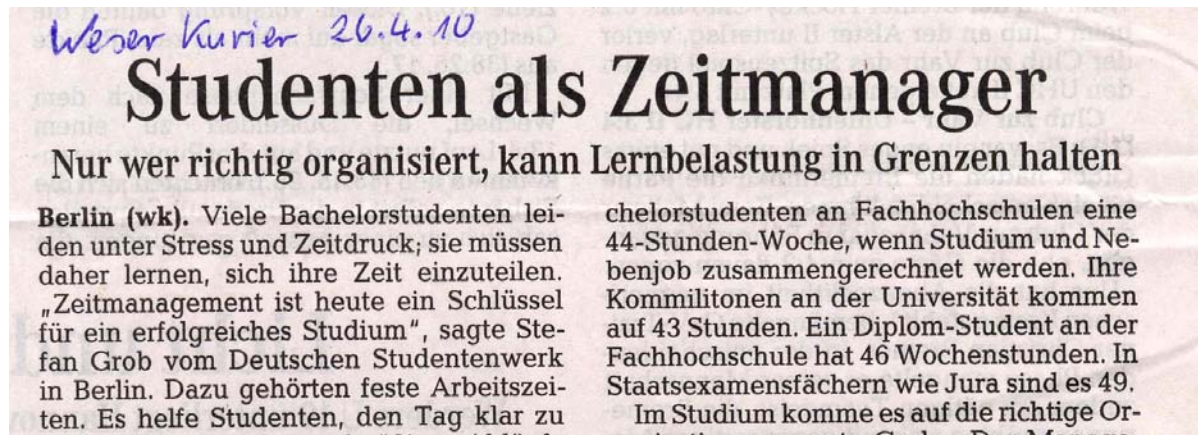 Weser Kurier 26.4.10
Studenten als Zeitmanager
Nur wer richtig organisiert, kann Lernbelastung in Grenzen halten
Berlin (wk). Viele Bachelorstudenten lei-
den unter Stress und Zeitdruck; sie müssen
daher lernen, sich ihre Zeit einzuteilen.
„Zeitmanagement ist heute ein Schlüssel
für ein erfolgreiches Studium", sagte Ste-
fan Grob vom Deutschen Studentenwerk
in Berlin. Dazu gehörten feste Arbeitszei-
ten. Es helfe Studenten, den Tag klar zu
chelorstudenten an Fachhochschulen eine
44-Stunden-Woche, wenn Studium und Ne-
benjob zusammengerechnet werden. Ihre
Kommilitonen an der Universität kommen
auf 43 Stunden. Ein Diplom-Student an der
Fachhochschule hat 46 Wochenstunden. In
Staatsexamensfächern wie Jura sind es 49.
Im Studium komme es auf die richtige Or-